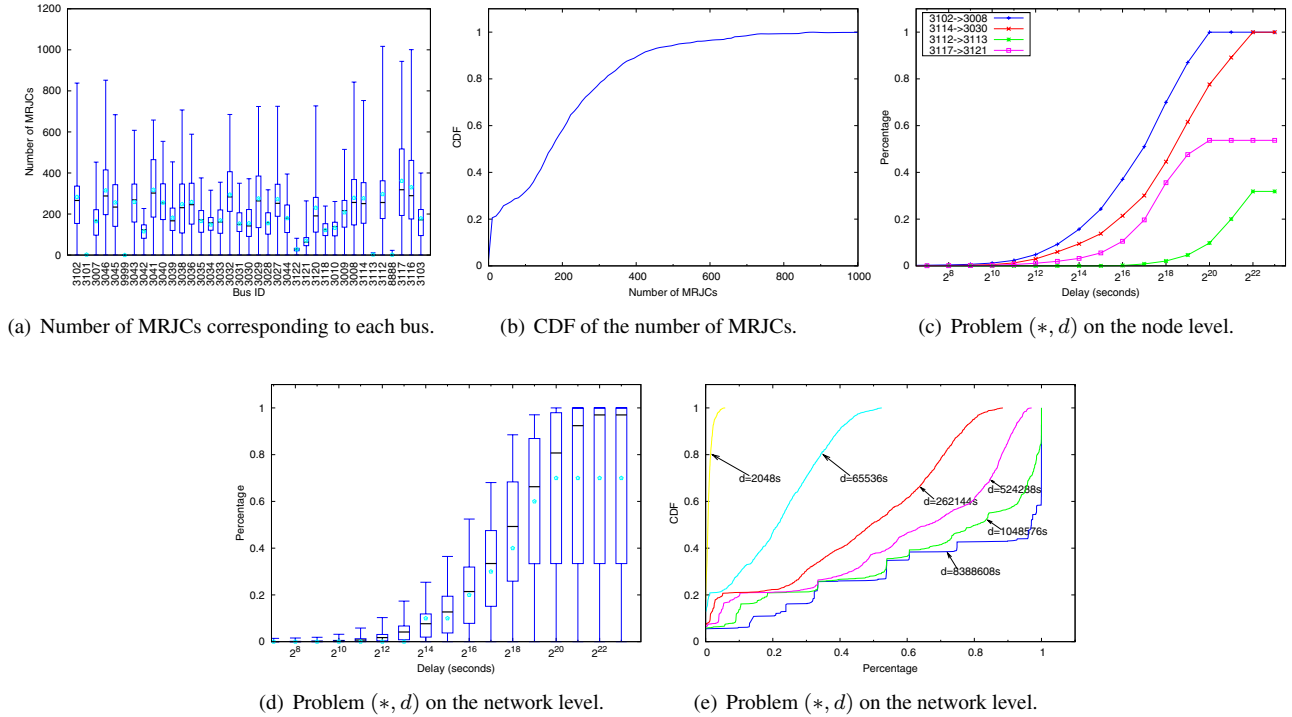 1200
1000
800
600
400
200
0
Number of MRJCs
3102
3101
3007
3046
3045
9999
3042
3041
3040
3039
3038
3036
3035
3034
3033
3032
3031
3030
3029
3028
3027
3044
3122
3121
3120
3118
3010
3009
3008
3114
3113
3112
8888
3117
3116
3103
Bus ID
(a) Number of MRJCs corresponding to each bus.
1
0.8
0.6
0.4
0.2
0
CDF
0 200 400 600 800 1000
Number of MRJCs
(b) CDF of the number of MRJCs.
3102->3008
3114->3030
3112->3113
3117->3121
1
0.8
0.6
0.4
0.2
0
Percentage
2^8 2^10 2^12 2^14 2^16 2^18 2^20 2^22
Delay (seconds)
(c) Problem (∗, d) on the node level.
1
0.8
0.6
0.4
0.2
0
Percentage
2^8 2^10 2^12 2^14 2^16 2^18 2^20 2^22
Delay (seconds)
(d) Problem (∗, d) on the network level.
1
0.8
0.6
0.4
0.2
0
CDF
d=2048s
d=65536s
d=262144s
d=524288s
d=1048576s
d=8388608s
0 0.2 0.4 0.6 0.8 1
Percentage
(e) Problem (∗, d) on the network level.